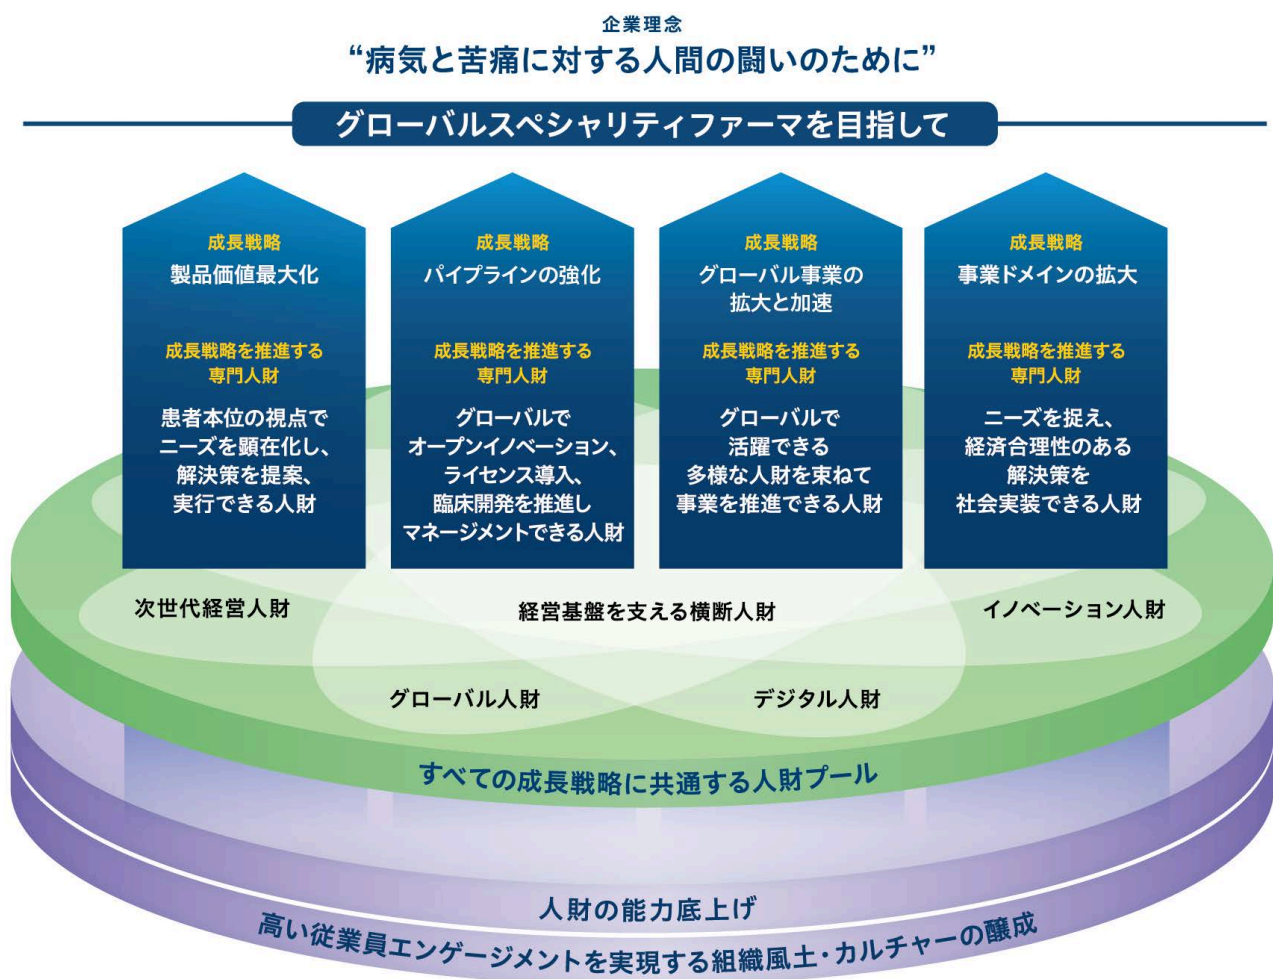 企業理念
“病気と苦痛に対する人間の闘いのために”
グローバルスペシャリティファーマを目指して
成長戦略
製品価値最大化
成長戦略を推進する
専門人財
患者本位の視点で
ニーズを顕在化し、
解決策を提案、
実行できる人財
成長戦略
パイプラインの強化
成長戦略を推進する
専門人財
グローバルで
オープンイノベーション、
ライセンス導入、
臨床開発を推進し
マネージメントできる人財
成長戦略
グローバル事業の
拡大と加速
成長戦略を推進する
専門人財
グローバルで
活躍できる
多様な人財を束ねて
事業を推進できる人財
成長戦略
事業ドメインの拡大
成長戦略を推進する
専門人財
ニーズを捉え、
経済合理性のある
解決策を
社会実装できる人財
次世代経営人財
経営基盤を支える横断人財
イノベーション人財
グローバル人財
デジタル人財
すべての成長戦略に共通する人財プール
人財の能力底上げ
高い従業員エンゲージメントを実現する組織風土・カルチャーの醸成